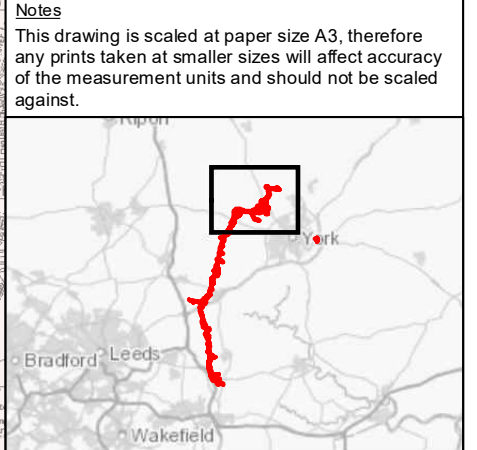 Notes
This drawing is scaled at paper size A3, therefore
any prints taken at smaller sizes will affect accuracy
of the measurement units and should not be scaled
against.
Ripon
York
Bradford
Leeds
Wakefield